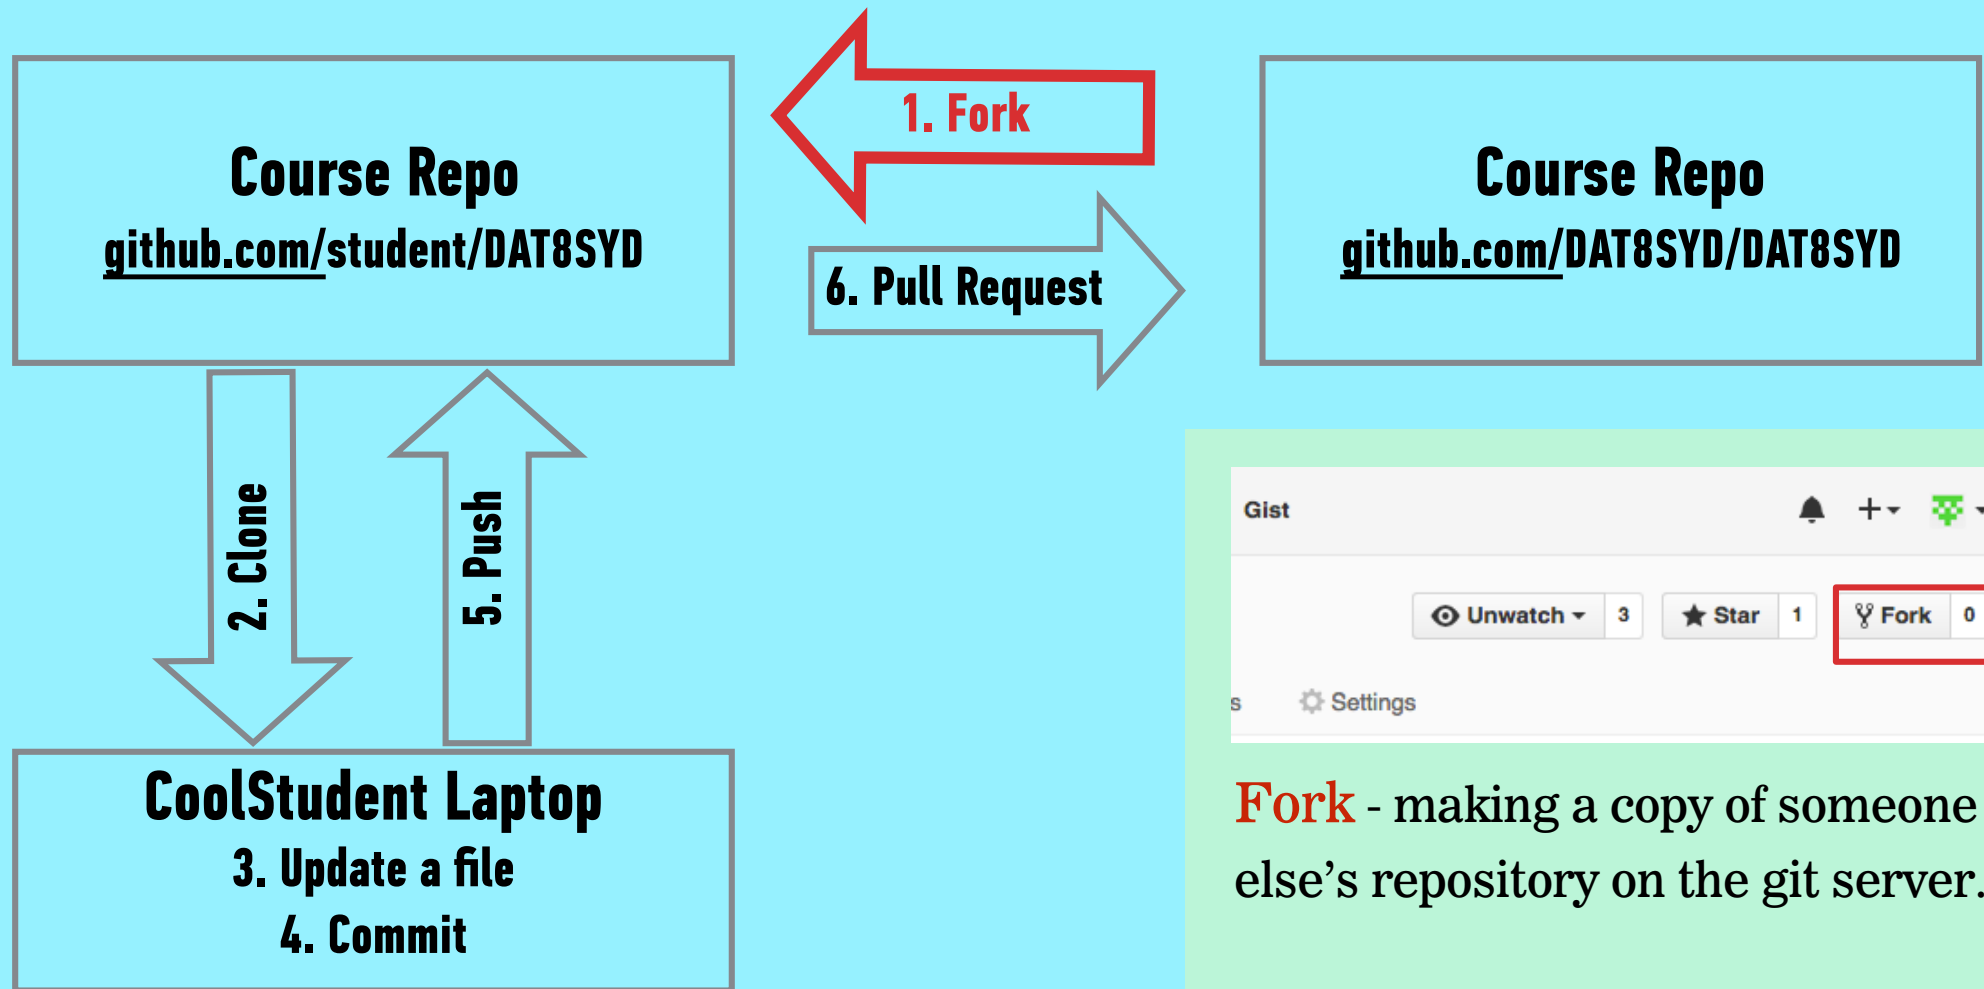 Course Repo
github.com/student/DAT8SYD
1. Fork
6. Pull Request
Course Repo
github.com/DAT8SYD/DAT8SYD
2. Clone
5. Push
CoolStudent Laptop
3. Update a file
4. Commit
Gist
Unwatch 3 Star 1 Fork 0
s Settings
Fork - making a copy of someone
else’s repository on the git server.